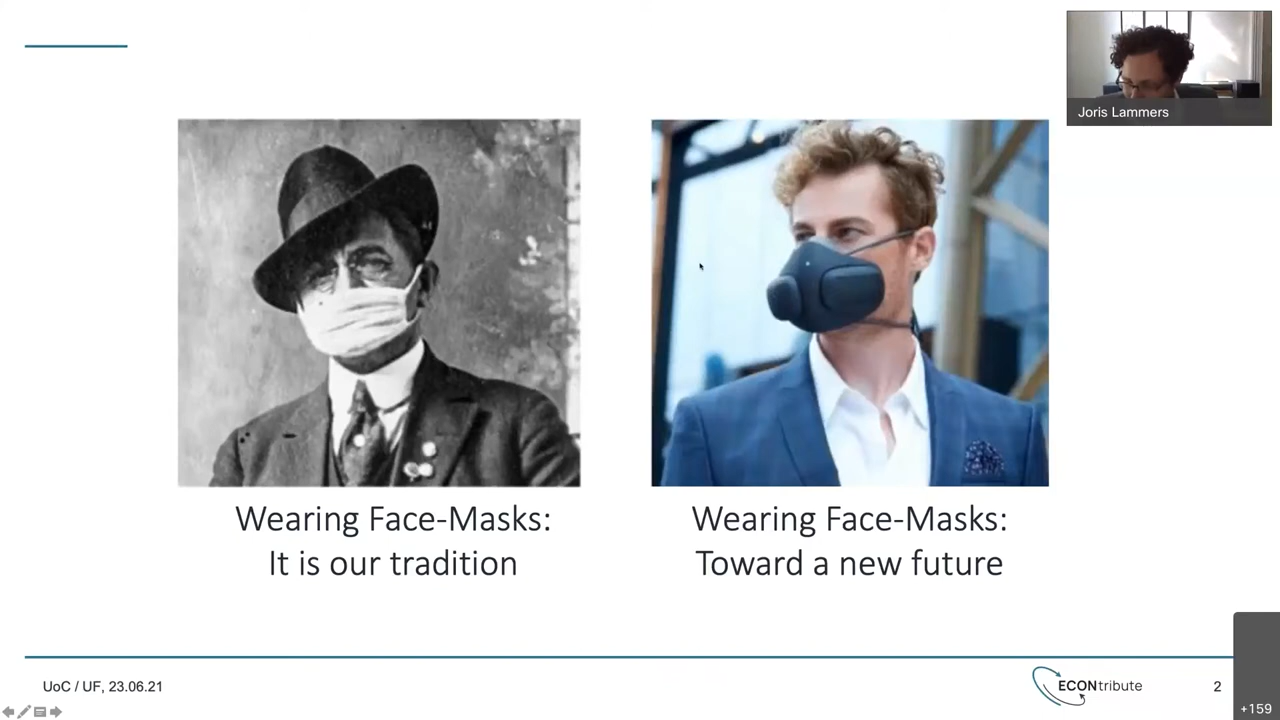 Joris Lammers
Wearing Face-Masks:
It is our tradition
Wearing Face-Masks:
Toward a new future
UoC / UF, 23.06.21
ECONtribute
2
+159